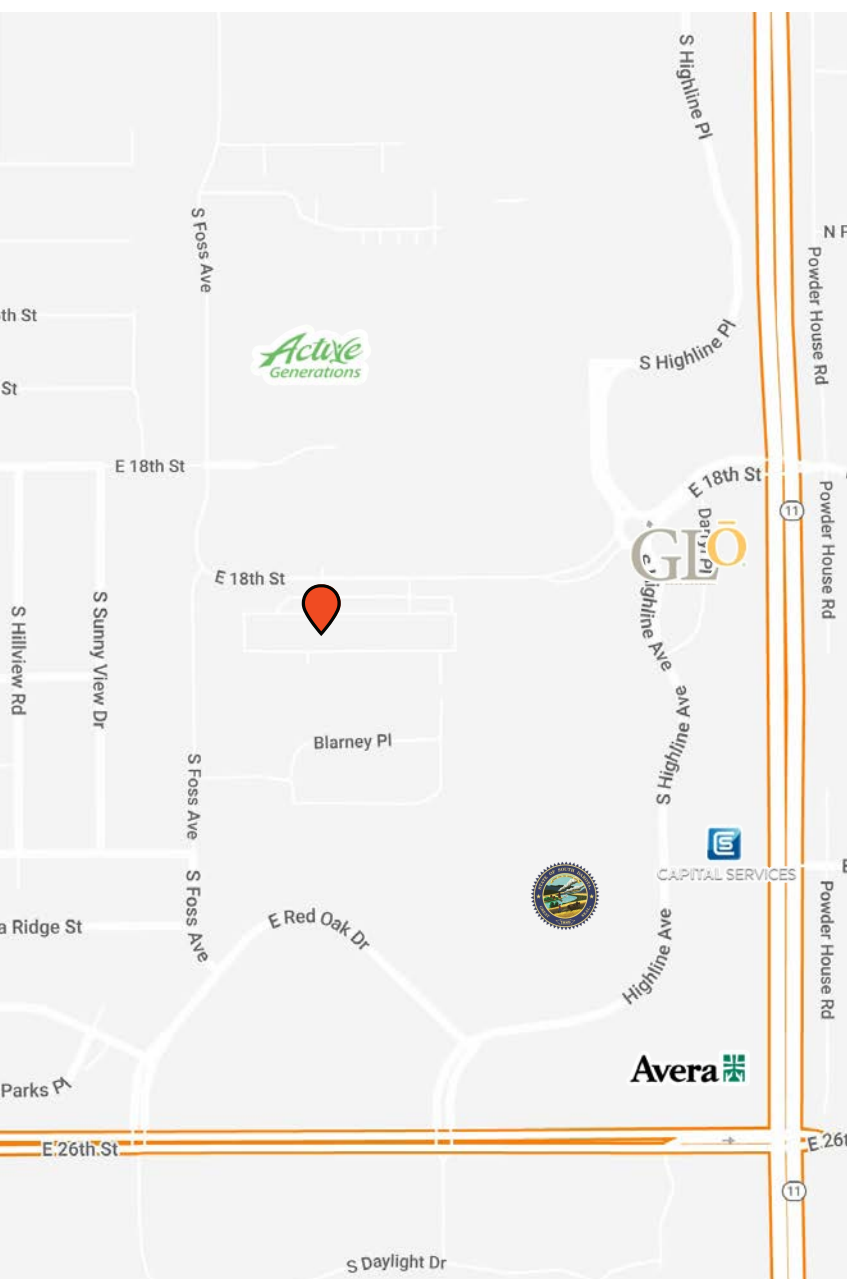 S Highline Pl
S Foss Ave
N F
Powder House Rd
th St
S Highline Pl
Active
Generations
St
E 18th St
E 18th St
11
Powder House Rd
Darryl Pl
GLŌ
E 18th St
S Hillview Rd
S Sunny View Dr
Highline Ave
Blarney Pl
S Highline Ave
S Foss Ave
CS
CAPITAL SERVICES
E
S Foss Ave
a Ridge St
E Red Oak Dr
Powder House Rd
Highline Ave
Avera
Parks Pl
E 26th St
E 26t
11
S Daylight Dr